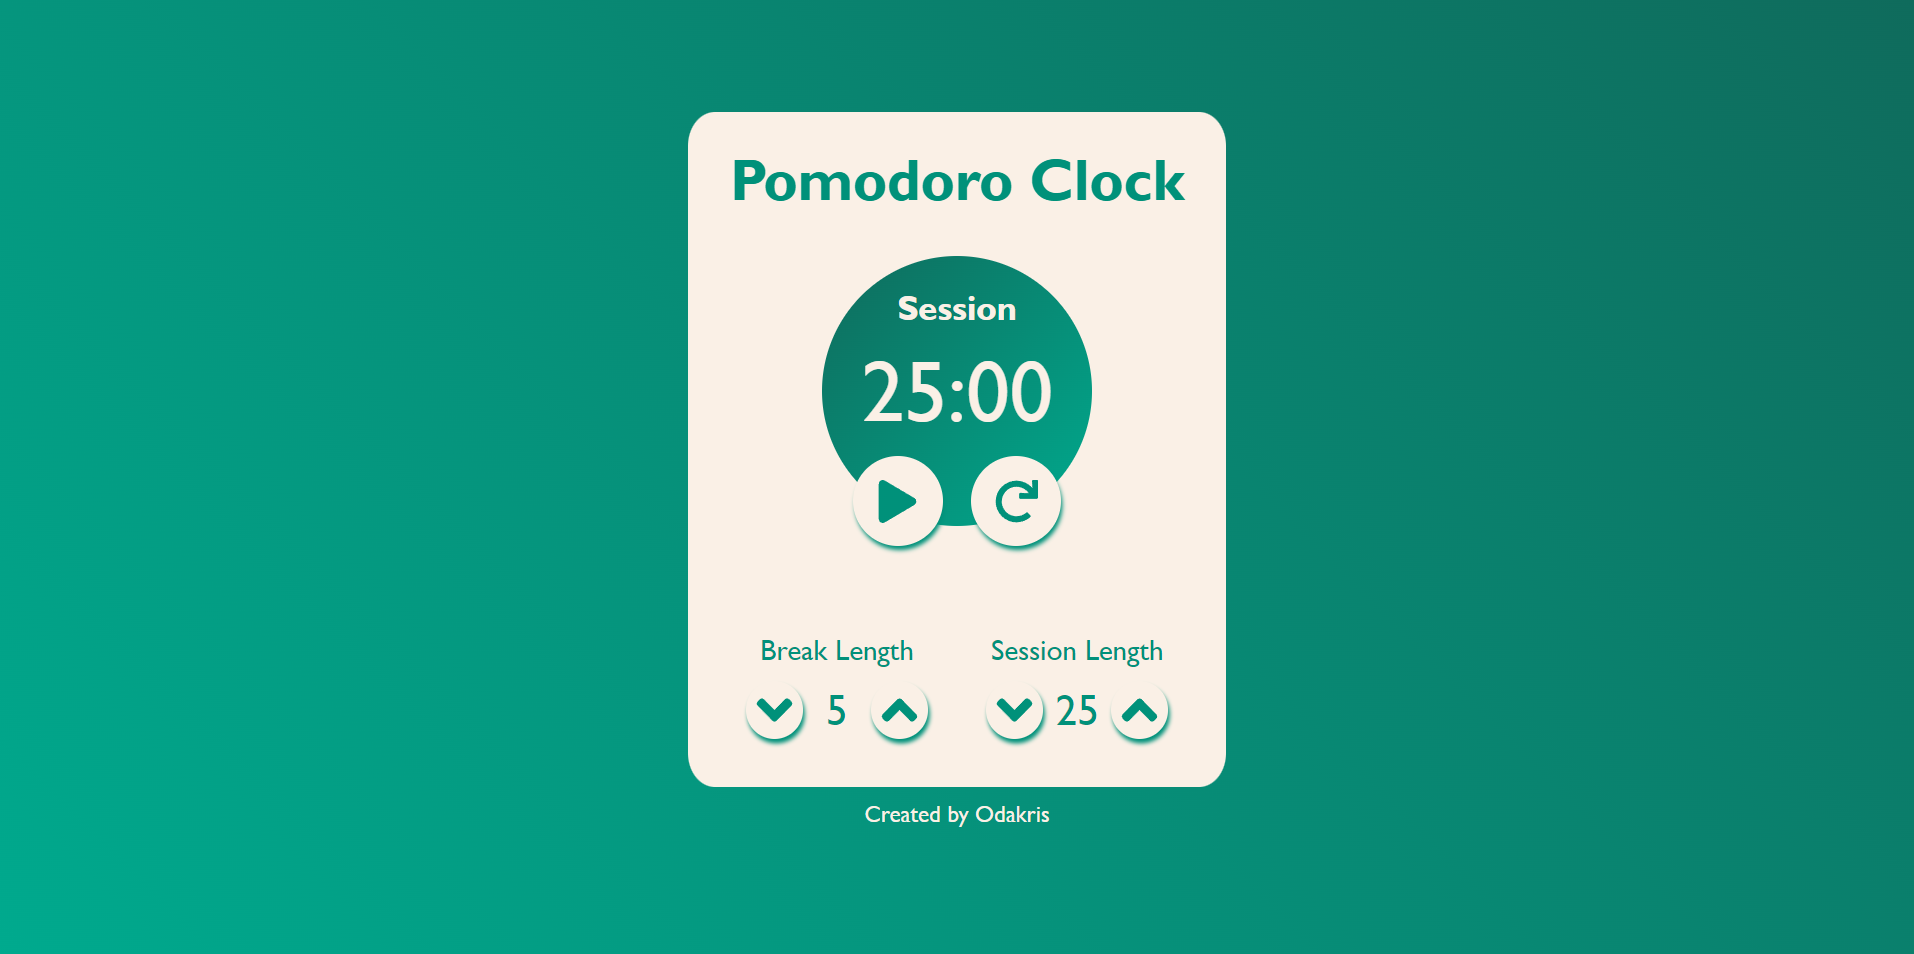 Pomodoro Clock
Session
25:00
Break Length
5
Session Length
25
Created by Odakris